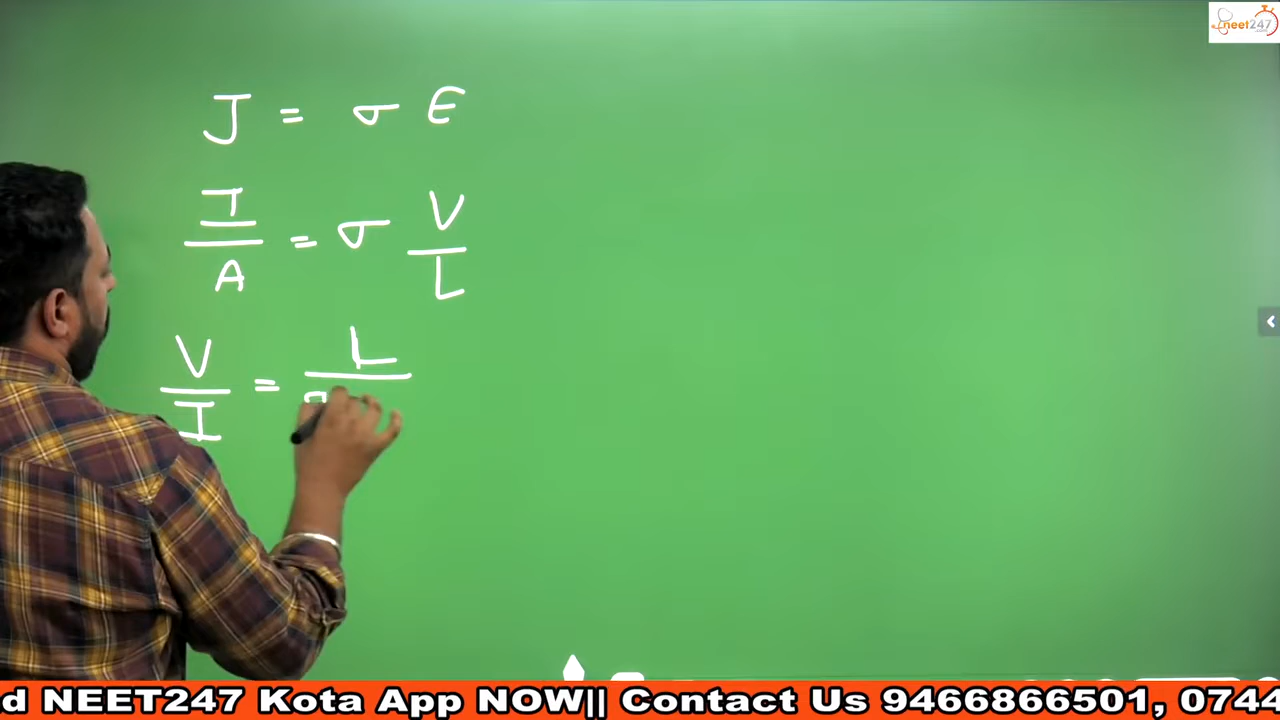 neet247
J = σ E
I/A = σ V/L
V/I = L/σ
d NEET247 Kota App NOW|| Contact Us 9466866501, 0744